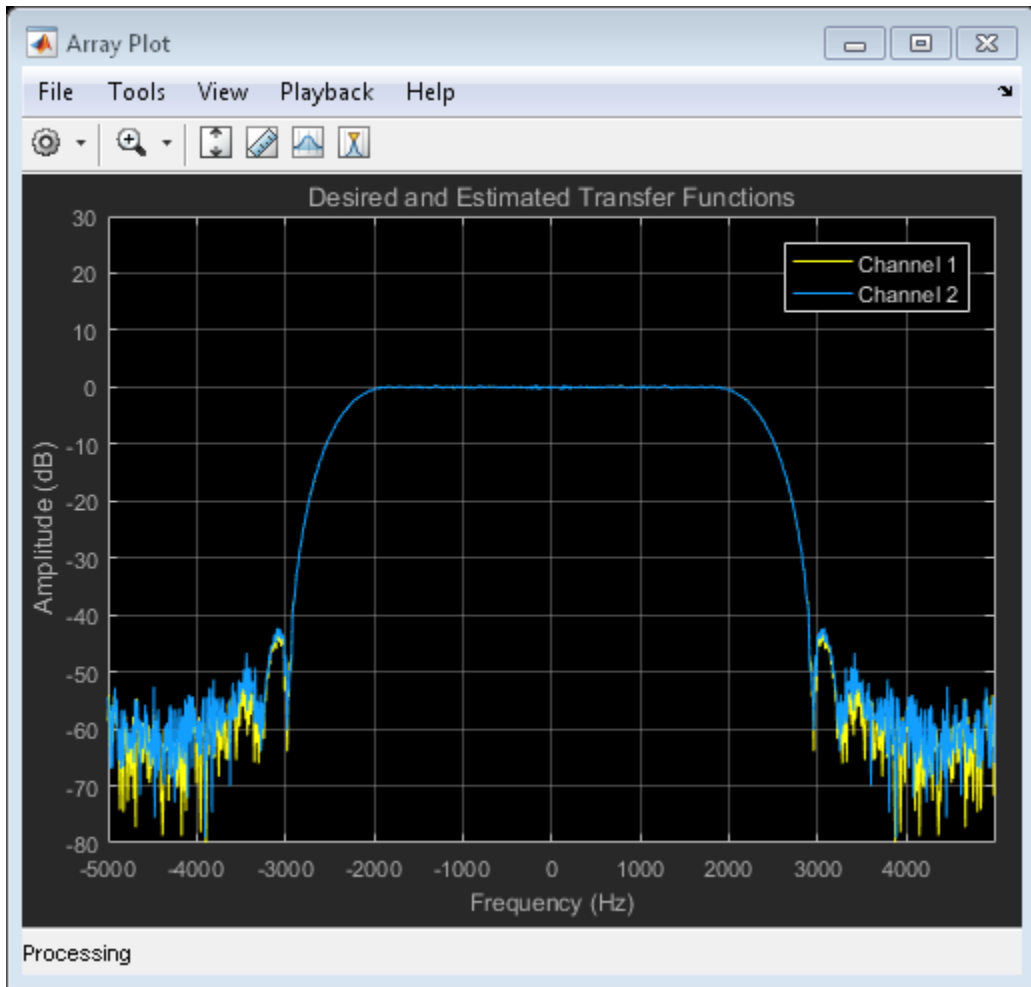 Array Plot
File Tools View Playback Help
Desired and Estimated Transfer Functions
Channel 1
Channel 2
30
20
10
0
-10
-20
-30
-40
-50
-60
-70
-80
Amplitude (dB)
-5000 -4000 -3000 -2000 -1000 0 1000 2000 3000 4000
Frequency (Hz)
Processing